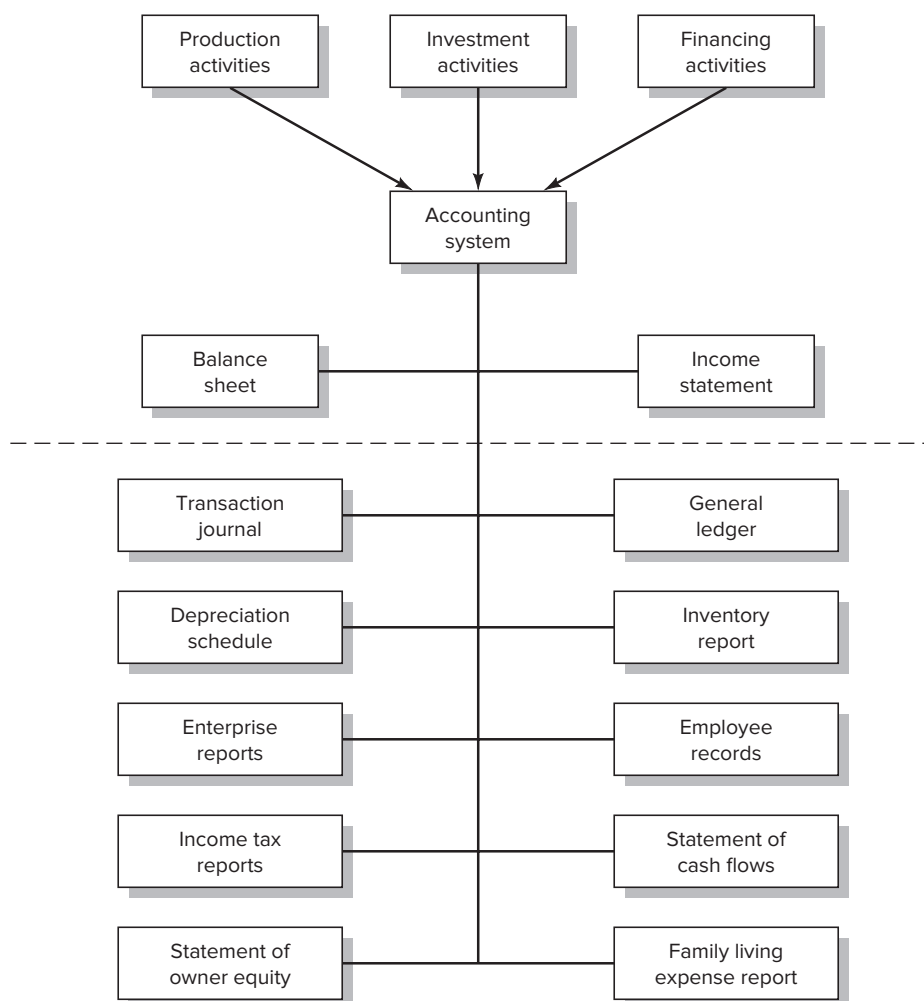 Production
activities
Investment
activities
Financing
activities
Accounting
system
Balance
sheet
Income
statement
Transaction
journal
General
ledger
Depreciation
schedule
Inventory
report
Enterprise
reports
Employee
records
Income tax
reports
Statement of
cash flows
Statement of
owner equity
Family living
expense report